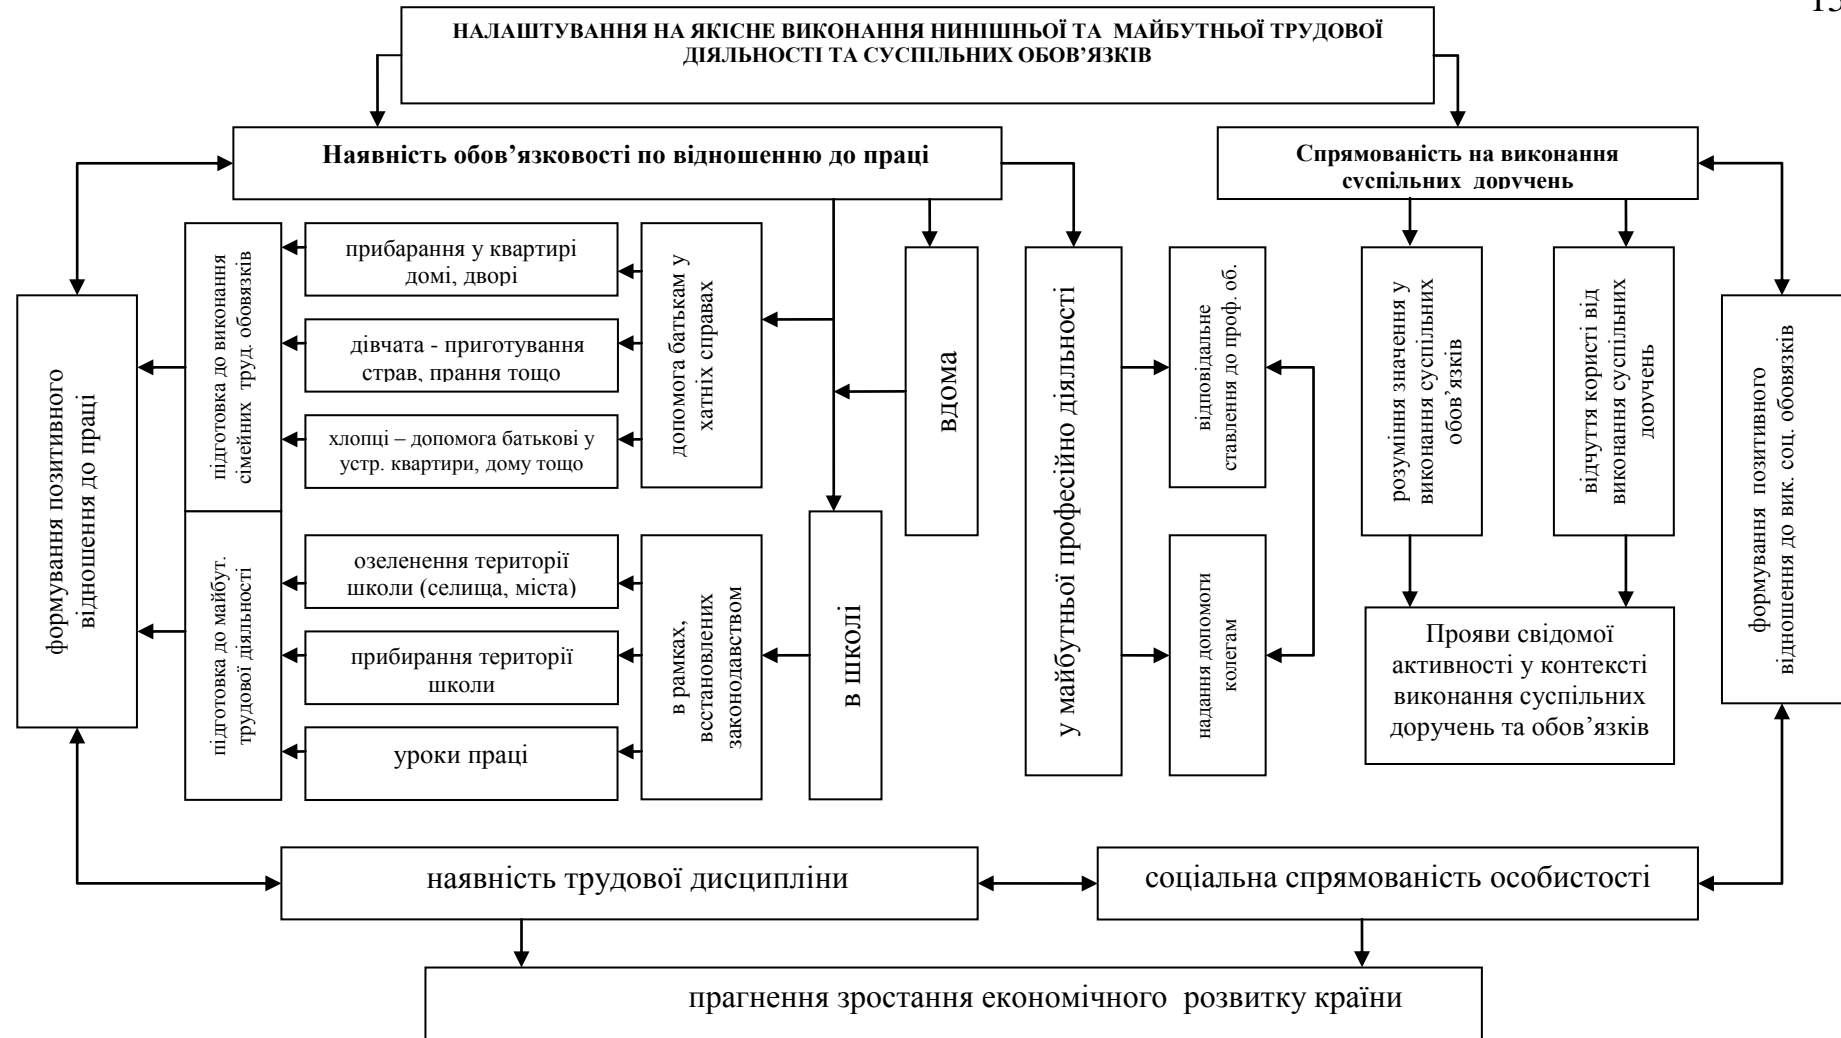 НАЛАШТУВАННЯ НА ЯКІСНЕ ВИКОНАННЯ НИНІШНЬОЇ ТА МАЙБУТНЬОЇ ТРУДОВОЇ
ДІЯЛЬНОСТІ ТА СУСПІЛЬНИХ ОБОВ’ЯЗКІВ
Наявність обов’язковості по відношенню до праці
Спрямованість на виконання
суспільних доручень
формування позитивного
відношення до праці
підготовка до виконання
сімейних труд. обовязків
прибарання у квартирі
домі, дворі
дівчата - приготування
страв, прання тощо
хлопці – допомога батькові у
устр. квартири, дому тощо
допомога батькам у
хатніх справах
вдома
підготовка до майбут.
трудової діяльності
озеленення території
школи (селища, міста)
прибирання території
школи
уроки праці
в рамках,
всстановлених
законодавством
в школі
у майбутньої професійно діяльності
відповідальне
ставлення до проф. об.
надання допомоги
колегам
розуміння значення у
виконання суспільних
обов’язків
відчуття користі від
виконання суспільних
доручень
Прояви свідомої
активності у контексті
виконання суспільних
доручень та обов’язків
формування позитивного
відношення до вик. соц. обовязків
наявність трудової дисципліни
соціальна спрямованість особистості
прагнення зростання економічного розвитку країни